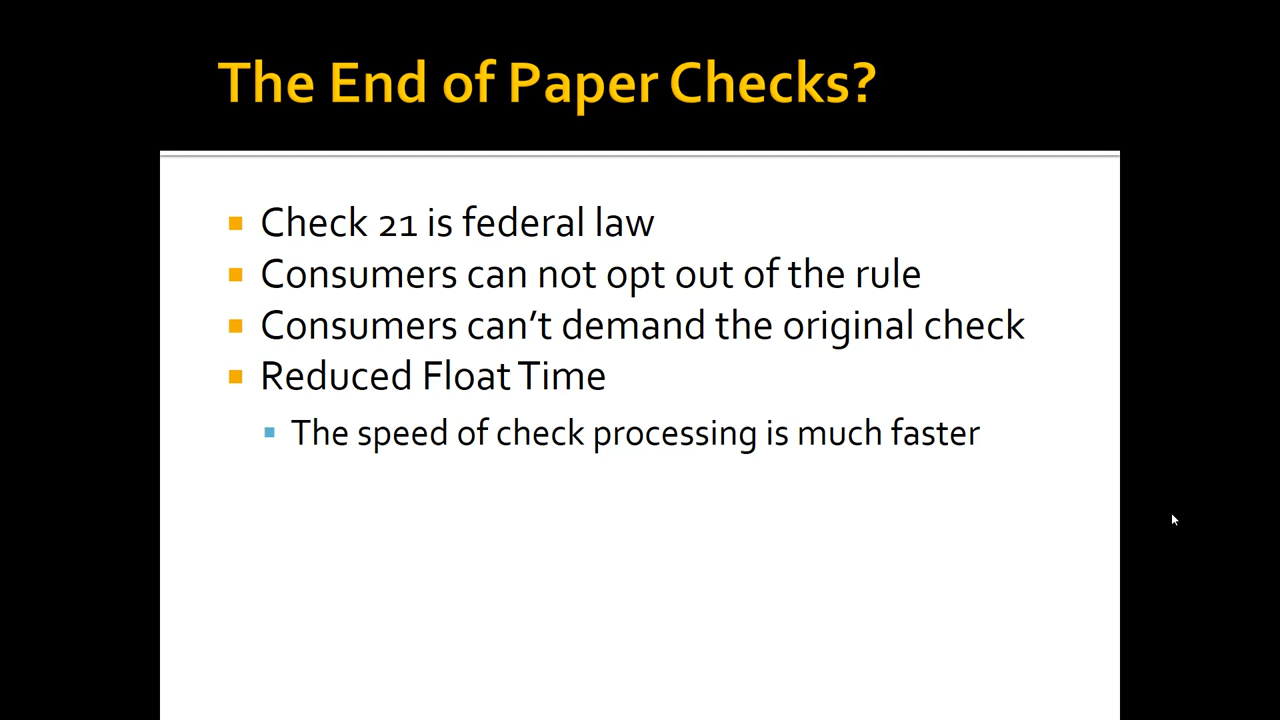 The End of Paper Checks?
Check 21 is federal law
Consumers can not opt out of the rule
Consumers can’t demand the original check
Reduced Float Time
The speed of check processing is much faster